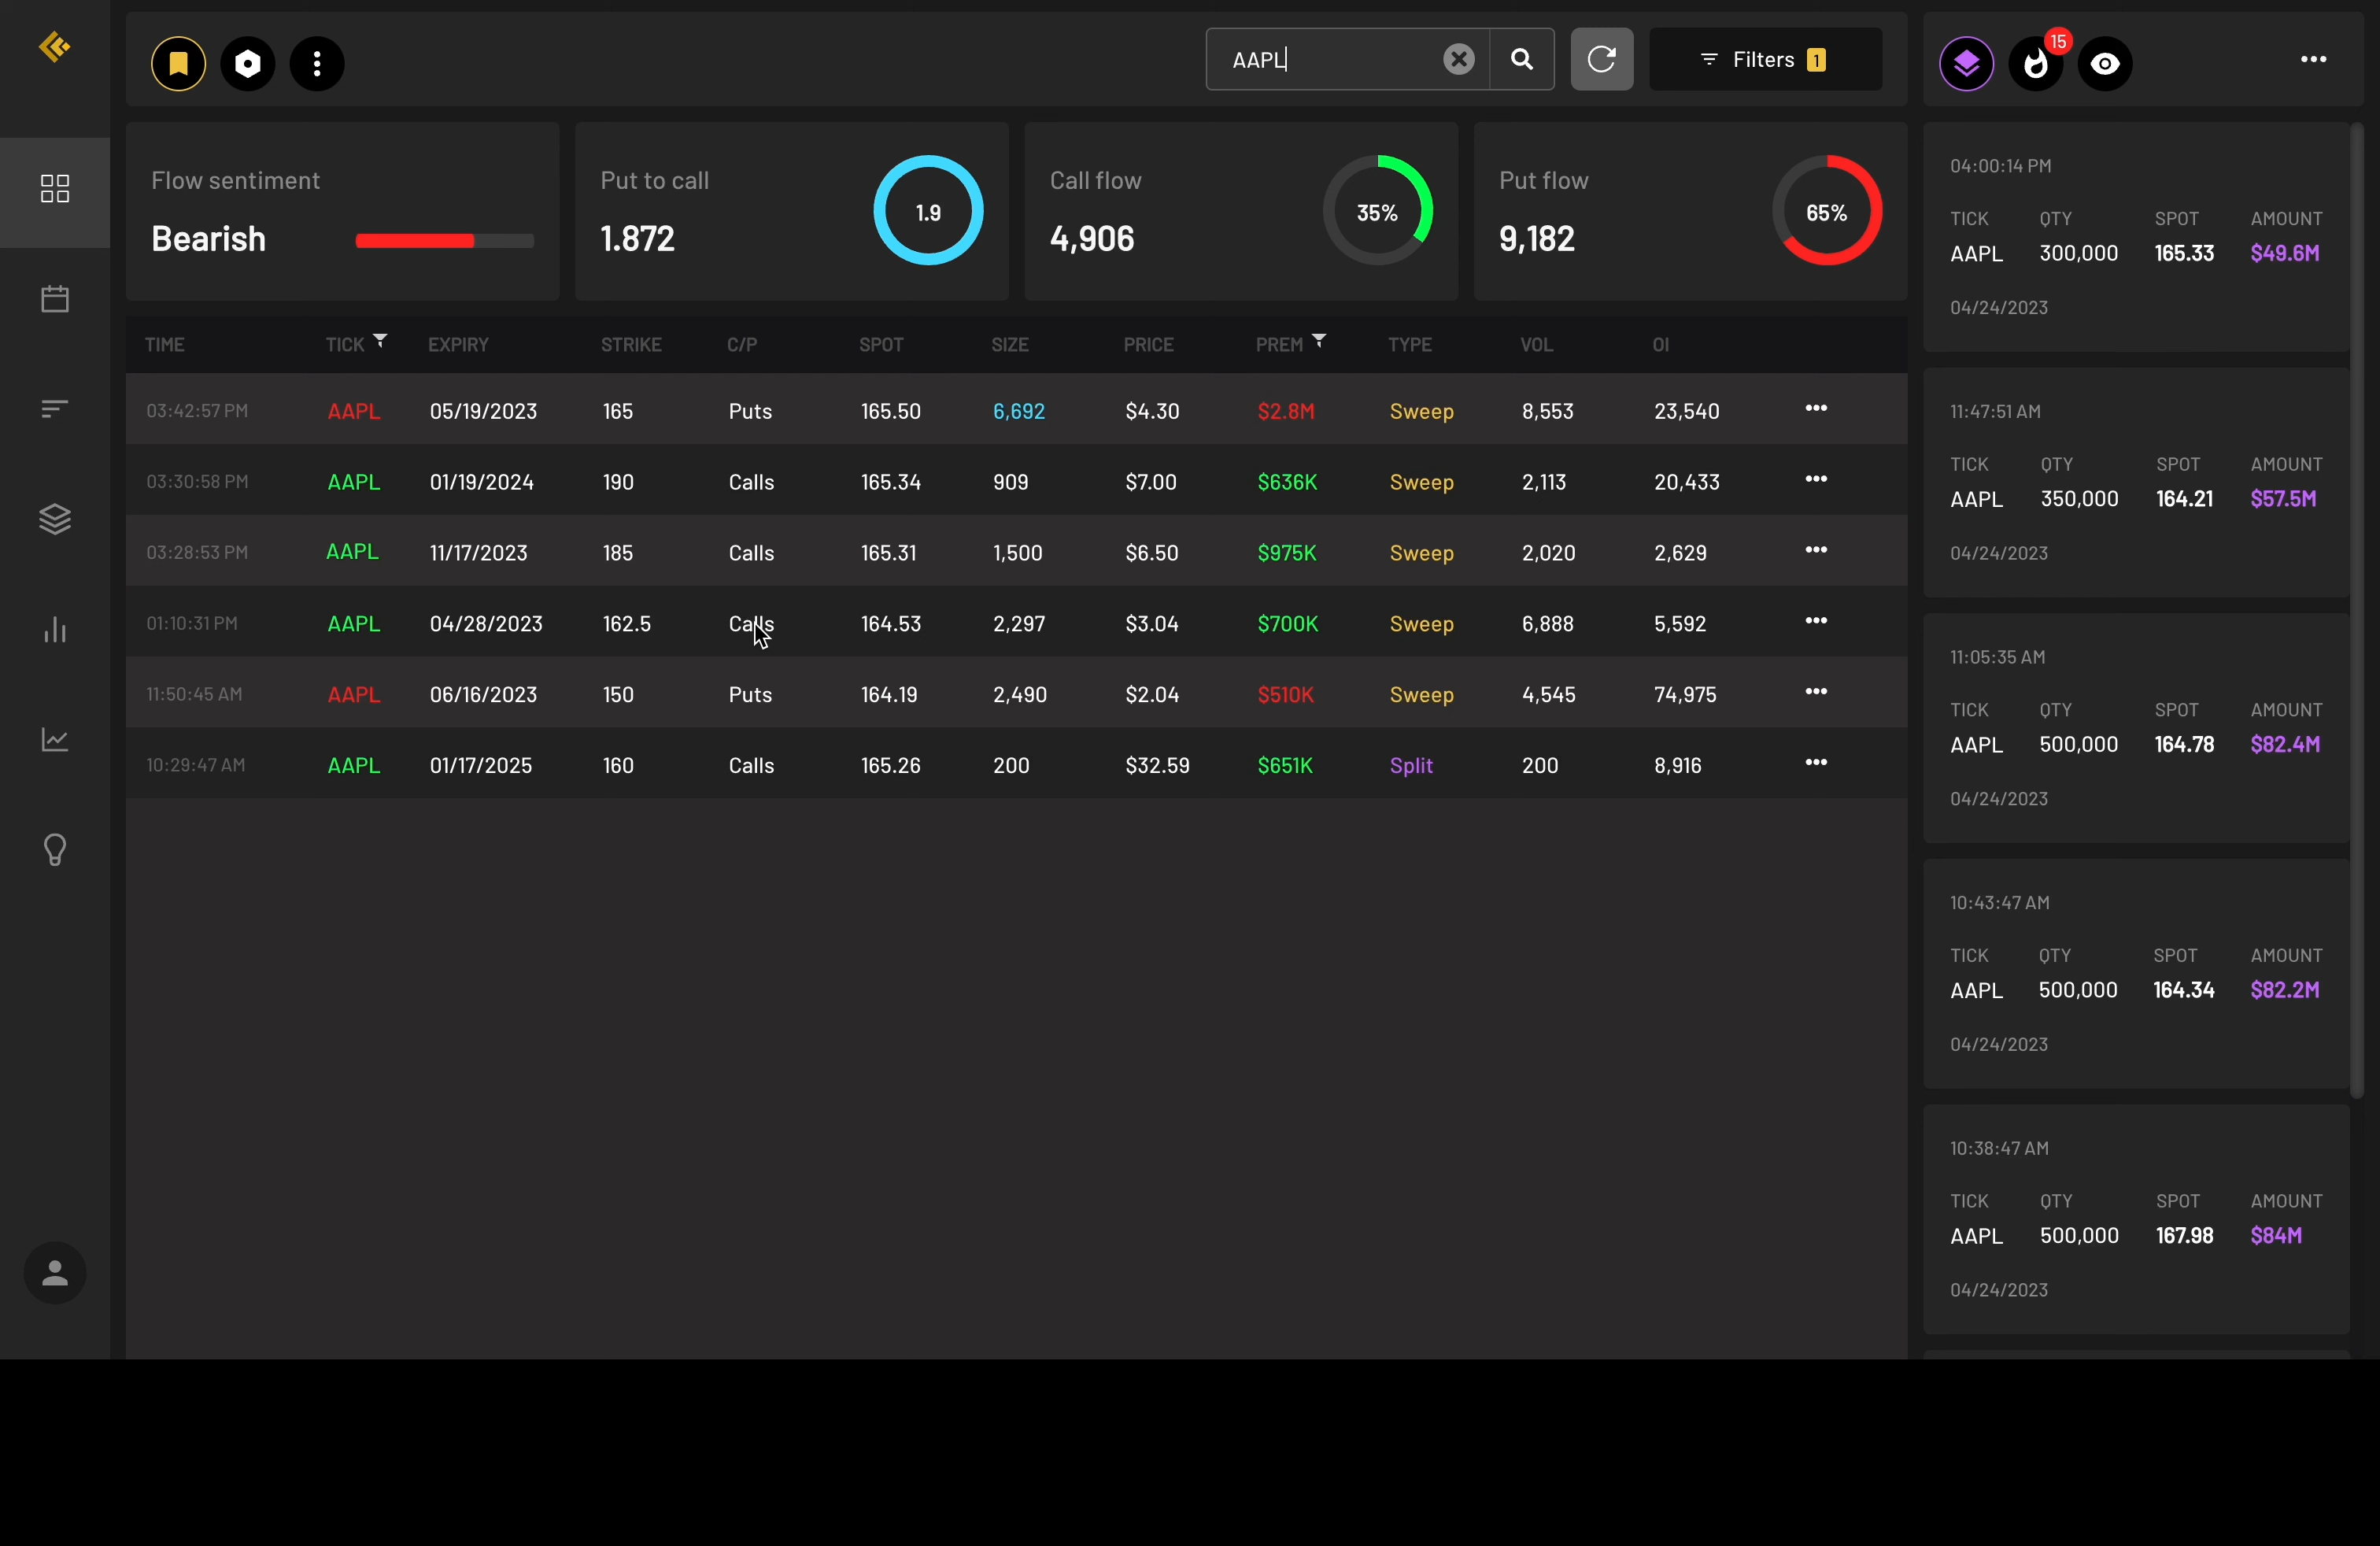 AAPL
Filters 1
15
Flow sentiment
Bearish
Put to call
1.872
1.9
Call flow
4,906
35%
Put flow
9,182
65%
TIME TICK EXPIRY STRIKE C/P SPOT SIZE PRICE PREM TYPE VOL OI
03:42:57 PM AAPL 05/19/2023 165 Puts 165.50 6,692 $4.30 $2.8M Sweep 8,553 23,540
03:30:58 PM AAPL 01/19/2024 190 Calls 165.34 909 $7.00 $636K Sweep 2,113 20,433
03:28:53 PM AAPL 11/17/2023 185 Calls 165.31 1,500 $6.50 $975K Sweep 2,020 2,629
01:10:31 PM AAPL 04/28/2023 162.5 Calls 164.53 2,297 $3.04 $700K Sweep 6,888 5,592
11:50:45 AM AAPL 06/16/2023 150 Puts 164.19 2,490 $2.04 $510K Sweep 4,545 74,975
10:29:47 AM AAPL 01/17/2025 160 Calls 165.26 200 $32.59 $651K Split 200 8,916
04:00:14 PM
TICK QTY SPOT AMOUNT
AAPL 300,000 165.33 $49.6M
04/24/2023
11:47:51 AM
TICK QTY SPOT AMOUNT
AAPL 350,000 164.21 $57.5M
04/24/2023
11:05:35 AM
TICK QTY SPOT AMOUNT
AAPL 500,000 164.78 $82.4M
04/24/2023
10:43:47 AM
TICK QTY SPOT AMOUNT
AAPL 500,000 164.34 $82.2M
04/24/2023
10:38:47 AM
TICK QTY SPOT AMOUNT
AAPL 500,000 167.98 $84M
04/24/2023